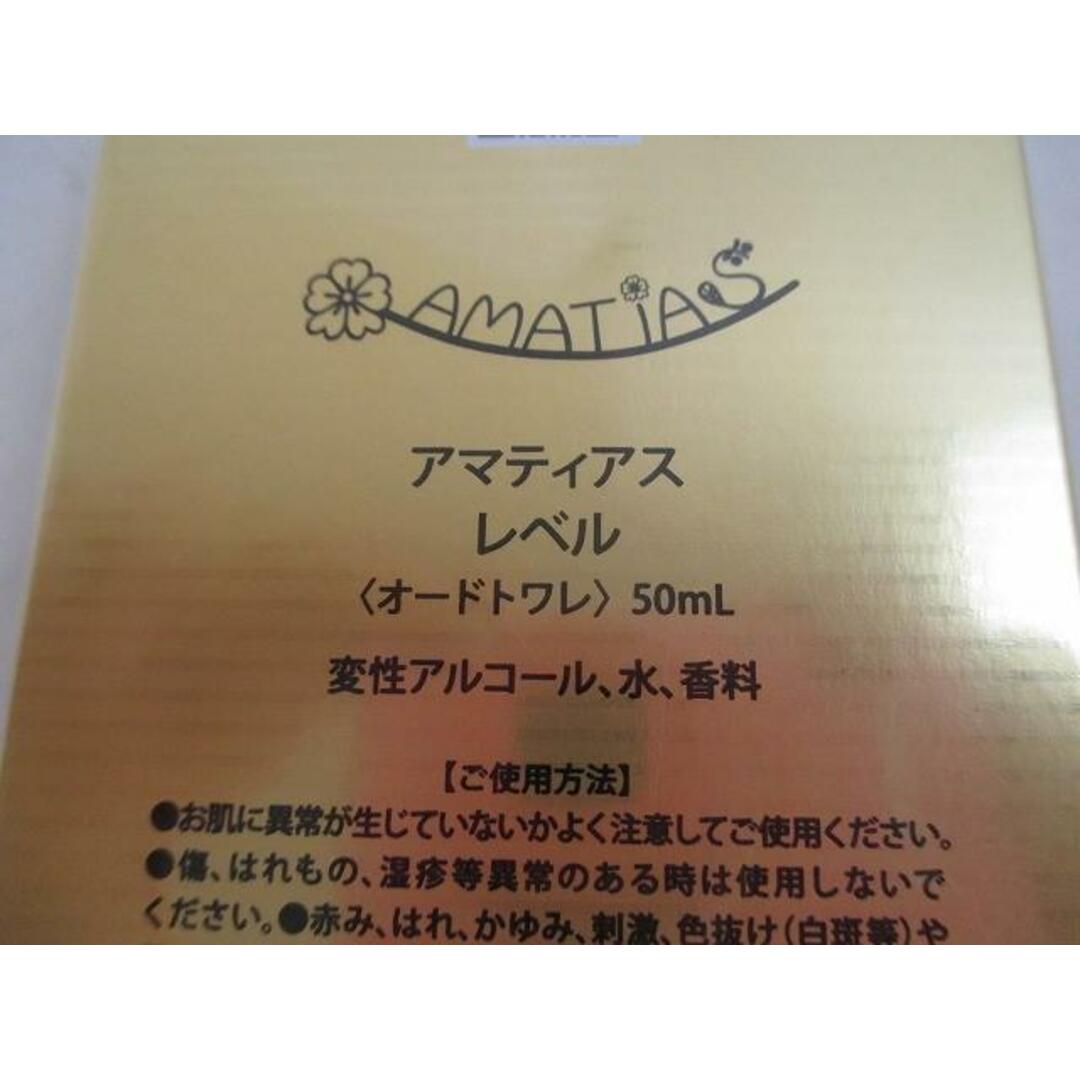 AMATiAS
アマティアス
レベル
〈オードトワレ〉50mL
変性アルコール、水、香料
【ご使用方法】
●お肌に異常が生じていないかよく注意してご使用ください。
●傷、はれもの、湿疹等異常のある時は使用しないで
ください。●赤み、はれ、かゆみ、刺激、色抜け（白斑等）や